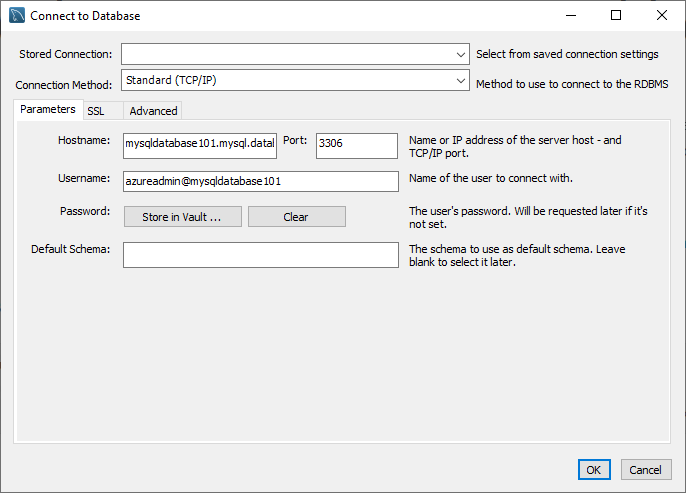 Connect to Database
Stored Connection:
Select from saved connection settings
Connection Method:
Standard (TCP/IP)
Method to use to connect to the RDBMS
Parameters
SSL
Advanced
Hostname:
mysqldatabase101.mysql.datal
Port:
3306
Name or IP address of the server host - and
TCP/IP port.
Username:
azureadmin@mysqldatabase101
Name of the user to connect with.
Password:
Store in Vault ...
Clear
The user's password. Will be requested later if it's
not set.
Default Schema:
The schema to use as default schema. Leave
blank to select it later.
OK
Cancel